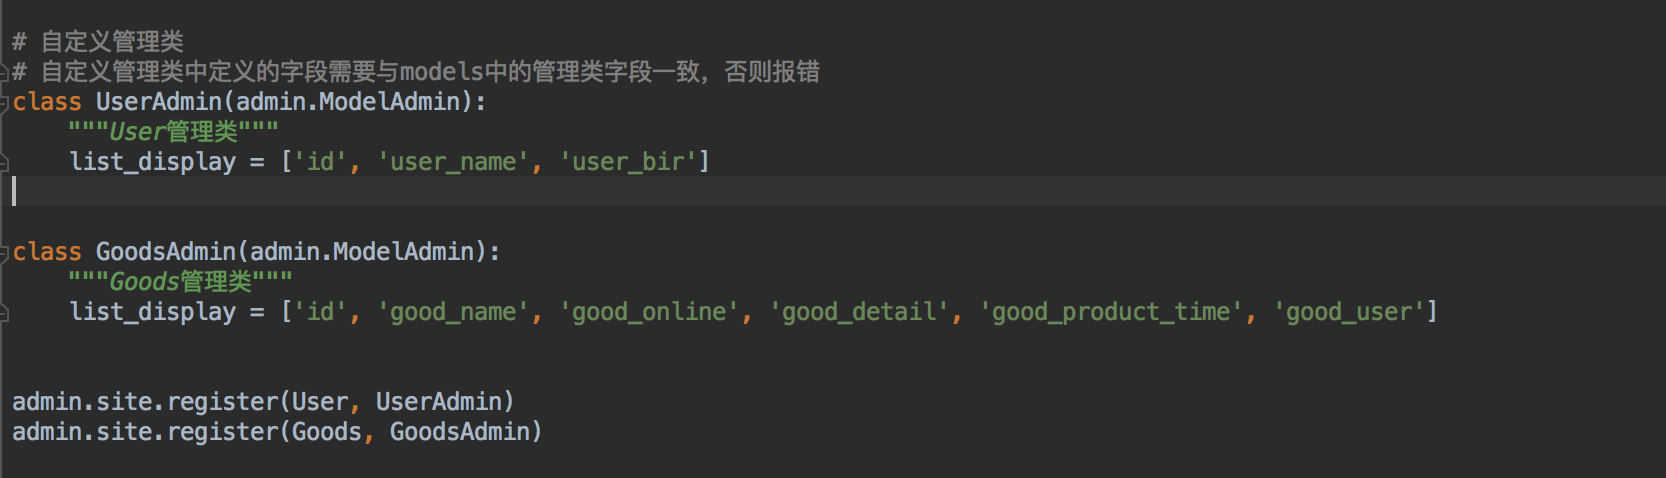 # 自定义管理类
# 自定义管理类中定义的字段需要与models中的管理类字段一致，否则报错
class UserAdmin(admin.ModelAdmin):
    """User管理类"""
    list_display = ['id', 'user_name', 'user_bir']
class GoodsAdmin(admin.ModelAdmin):
    """Goods管理类"""
    list_display = ['id', 'good_name', 'good_online', 'good_detail', 'good_product_time', 'good_user']
admin.site.register(User, UserAdmin)
admin.site.register(Goods, GoodsAdmin)